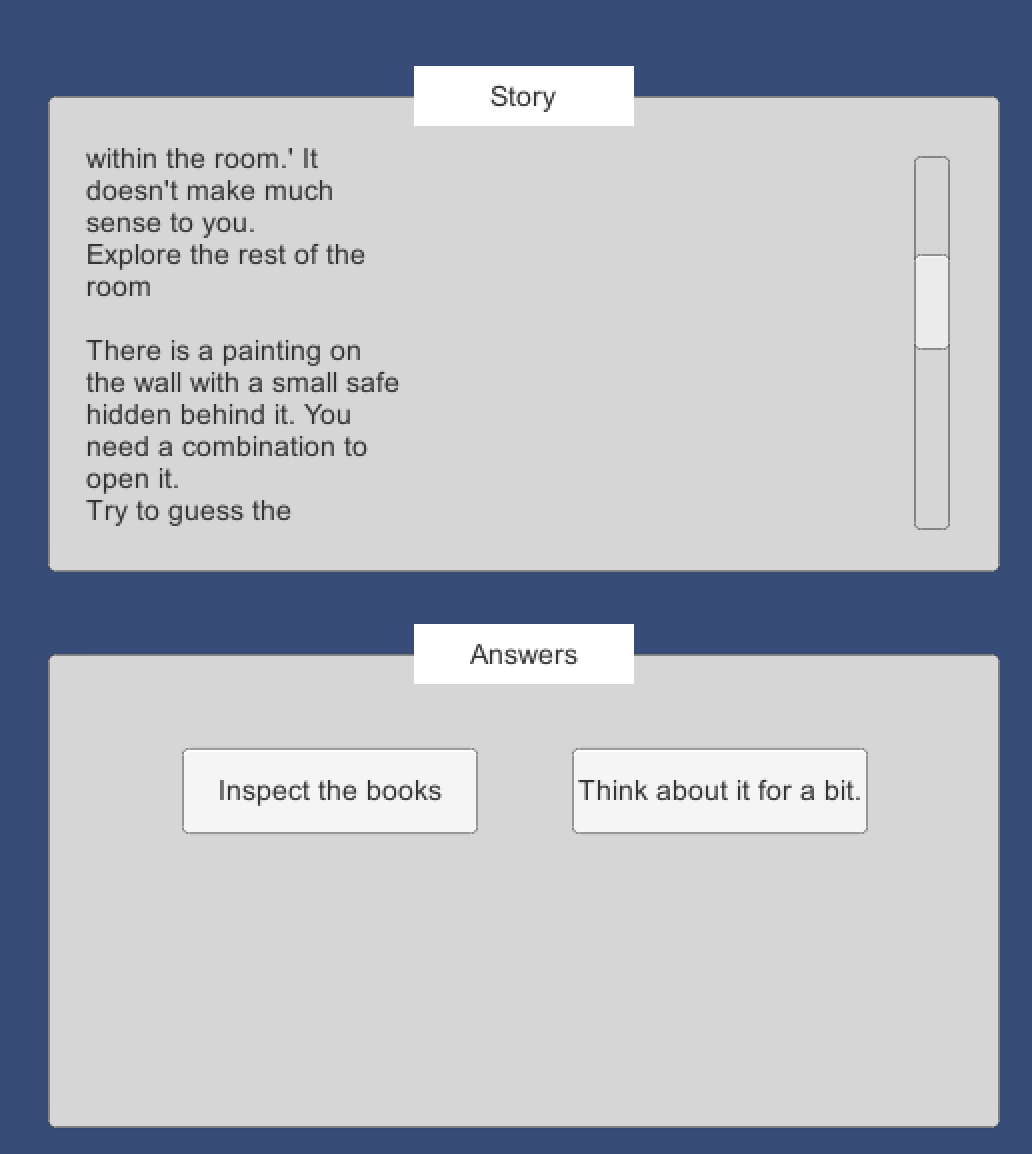 Story
within the room.' It
doesn't make much
sense to you.
Explore the rest of the
room
There is a painting on
the wall with a small safe
hidden behind it. You
need a combination to
open it.
Try to guess the
Answers
Inspect the books
Think about it for a bit.